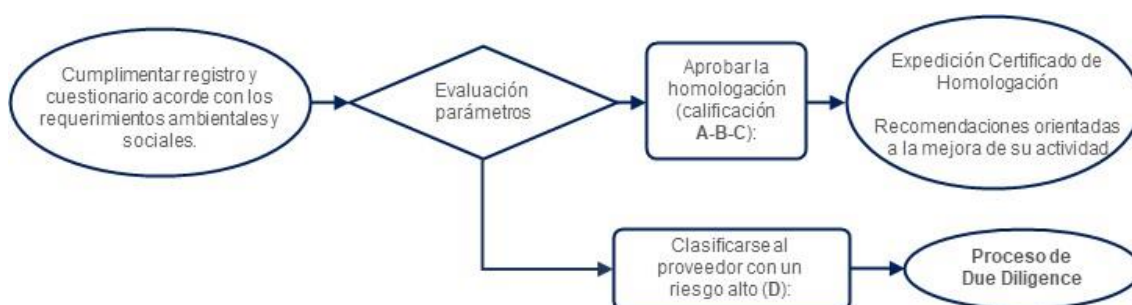 Cumplimentar registro y
cuestionario acorde con los
requerimientos ambientales y
sociales.
Evaluación
parámetros
Aprobar la
homologación
(calificación
A-B-C):
Expedición Certificado de
Homologación
Recomendaciones orientadas
a la mejora de su actividad
Clasificarse al
proveedor con un
riesgo alto (D):
Proceso de
Due Diligence